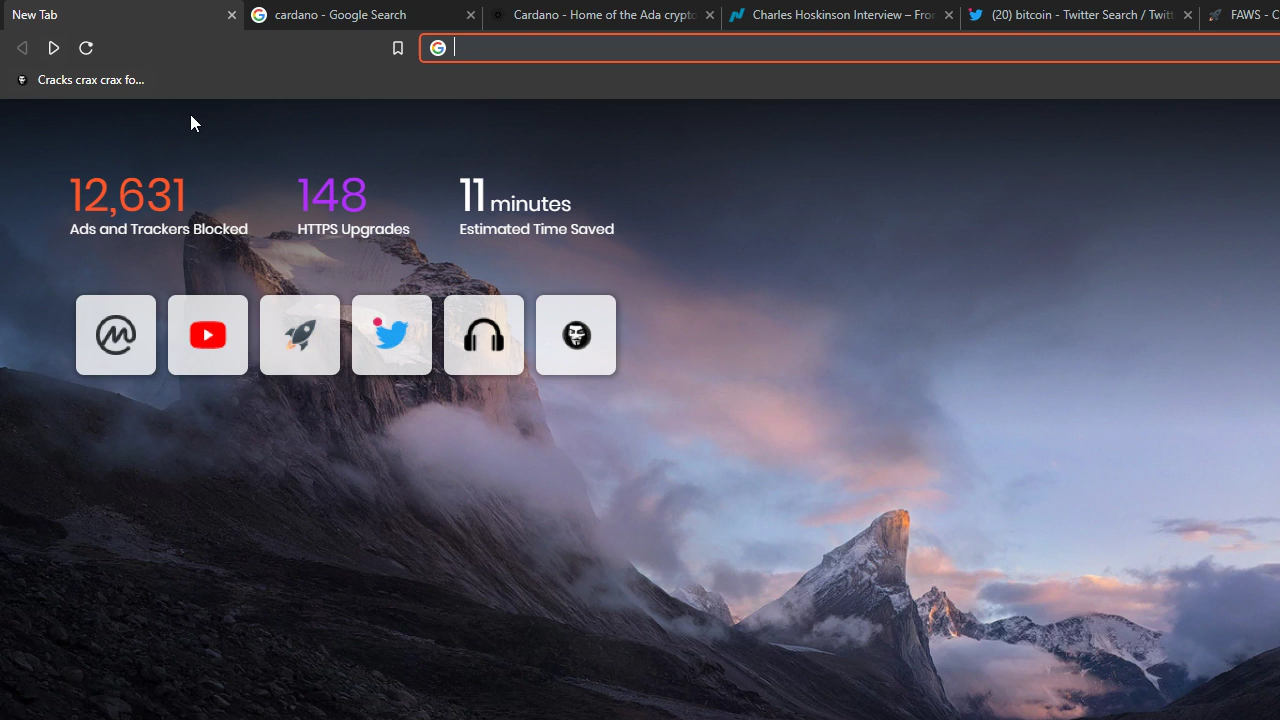 New Tab
cardano - Google Search
Cardano - Home of the Ada crypto
Charles Hoskinson Interview – Fro
(20) bitcoin - Twitter Search / Twitt
FAWS - C
Cracks crax crax fo...
12,631
Ads and Trackers Blocked
148
HTTPS Upgrades
11 minutes
Estimated Time Saved